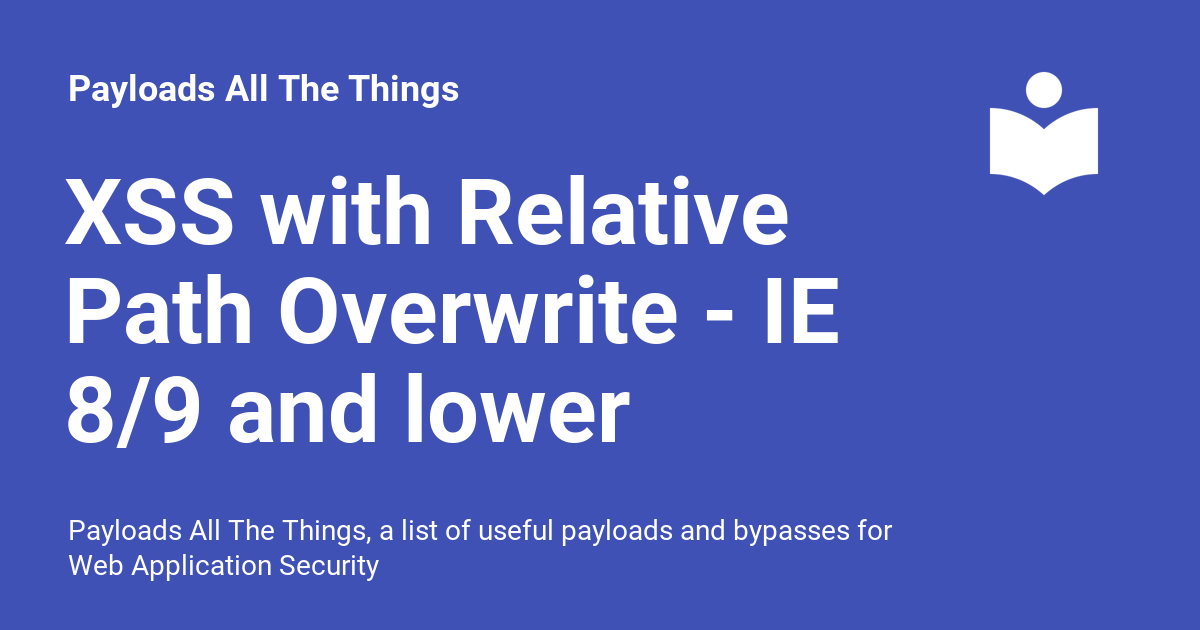 Payloads All The Things
XSS with Relative
Path Overwrite - IE
8/9 and lower
Payloads All The Things, a list of useful payloads and bypasses for
Web Application Security